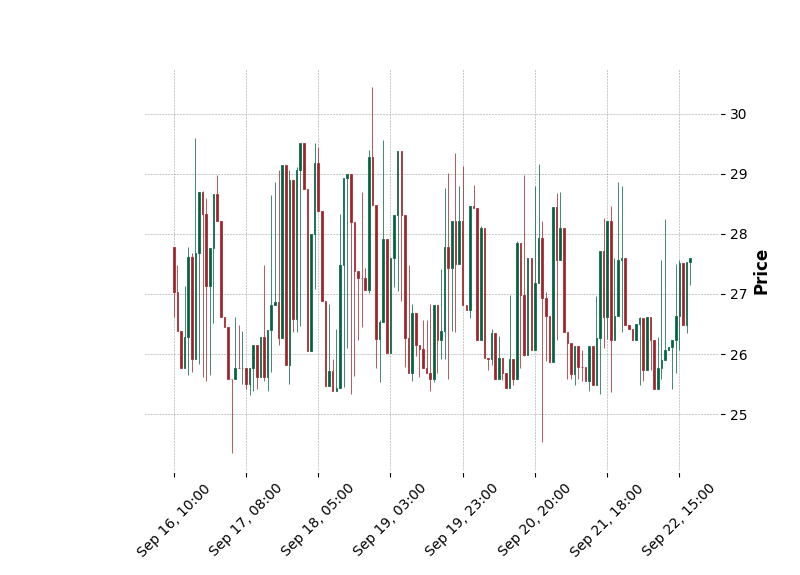 30
29
28
27
26
25
Price
Sep 16, 10:00
Sep 17, 08:00
Sep 18, 05:00
Sep 19, 03:00
Sep 19, 23:00
Sep 20, 20:00
Sep 21, 18:00
Sep 22, 15:00